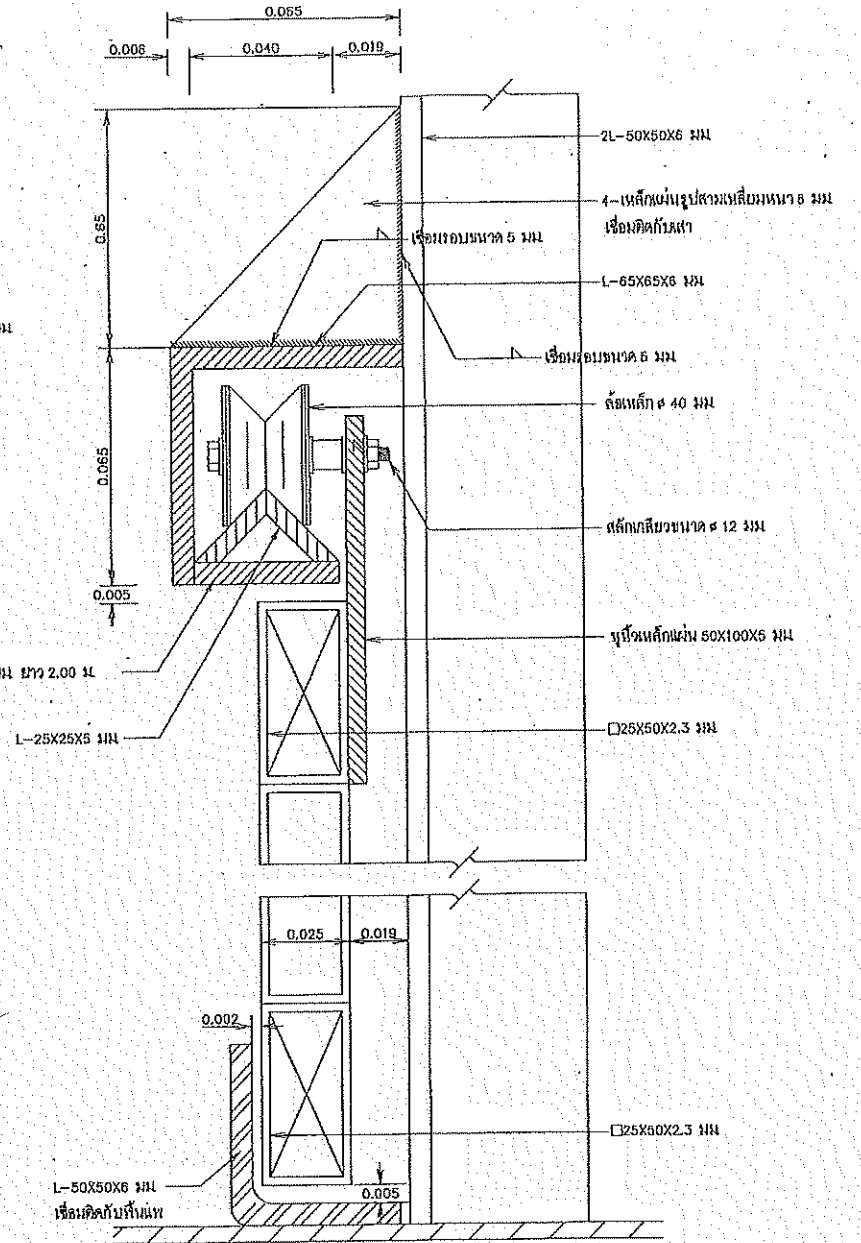 0.065
0.006
0.040
0.019
2L-50X50X6 มม
4-เหล็กแผ่นรูปสามเหลี่ยมหนา 8 มม
เชื่อมติดกับเสา
0.65
เชื่อมรอบขนาด 5 มม
L-65X65X6 มม
เชื่อมรอบขนาด 5 มม
ล้อเหล็ก ø 40 มม
0.065
สลักเกลียวขนาด ø 12 มม
0.005
หูหิ้วเหล็กแผ่น 50X100X5 มม
ยาว 2.00 ม.
L-25X25X5 มม
□25X50X2.3 มม
0.025
0.019
0.002
□25X50X2.3 มม
L-50X50X6 มม
เชื่อมติดกับพื้นแพ
0.005